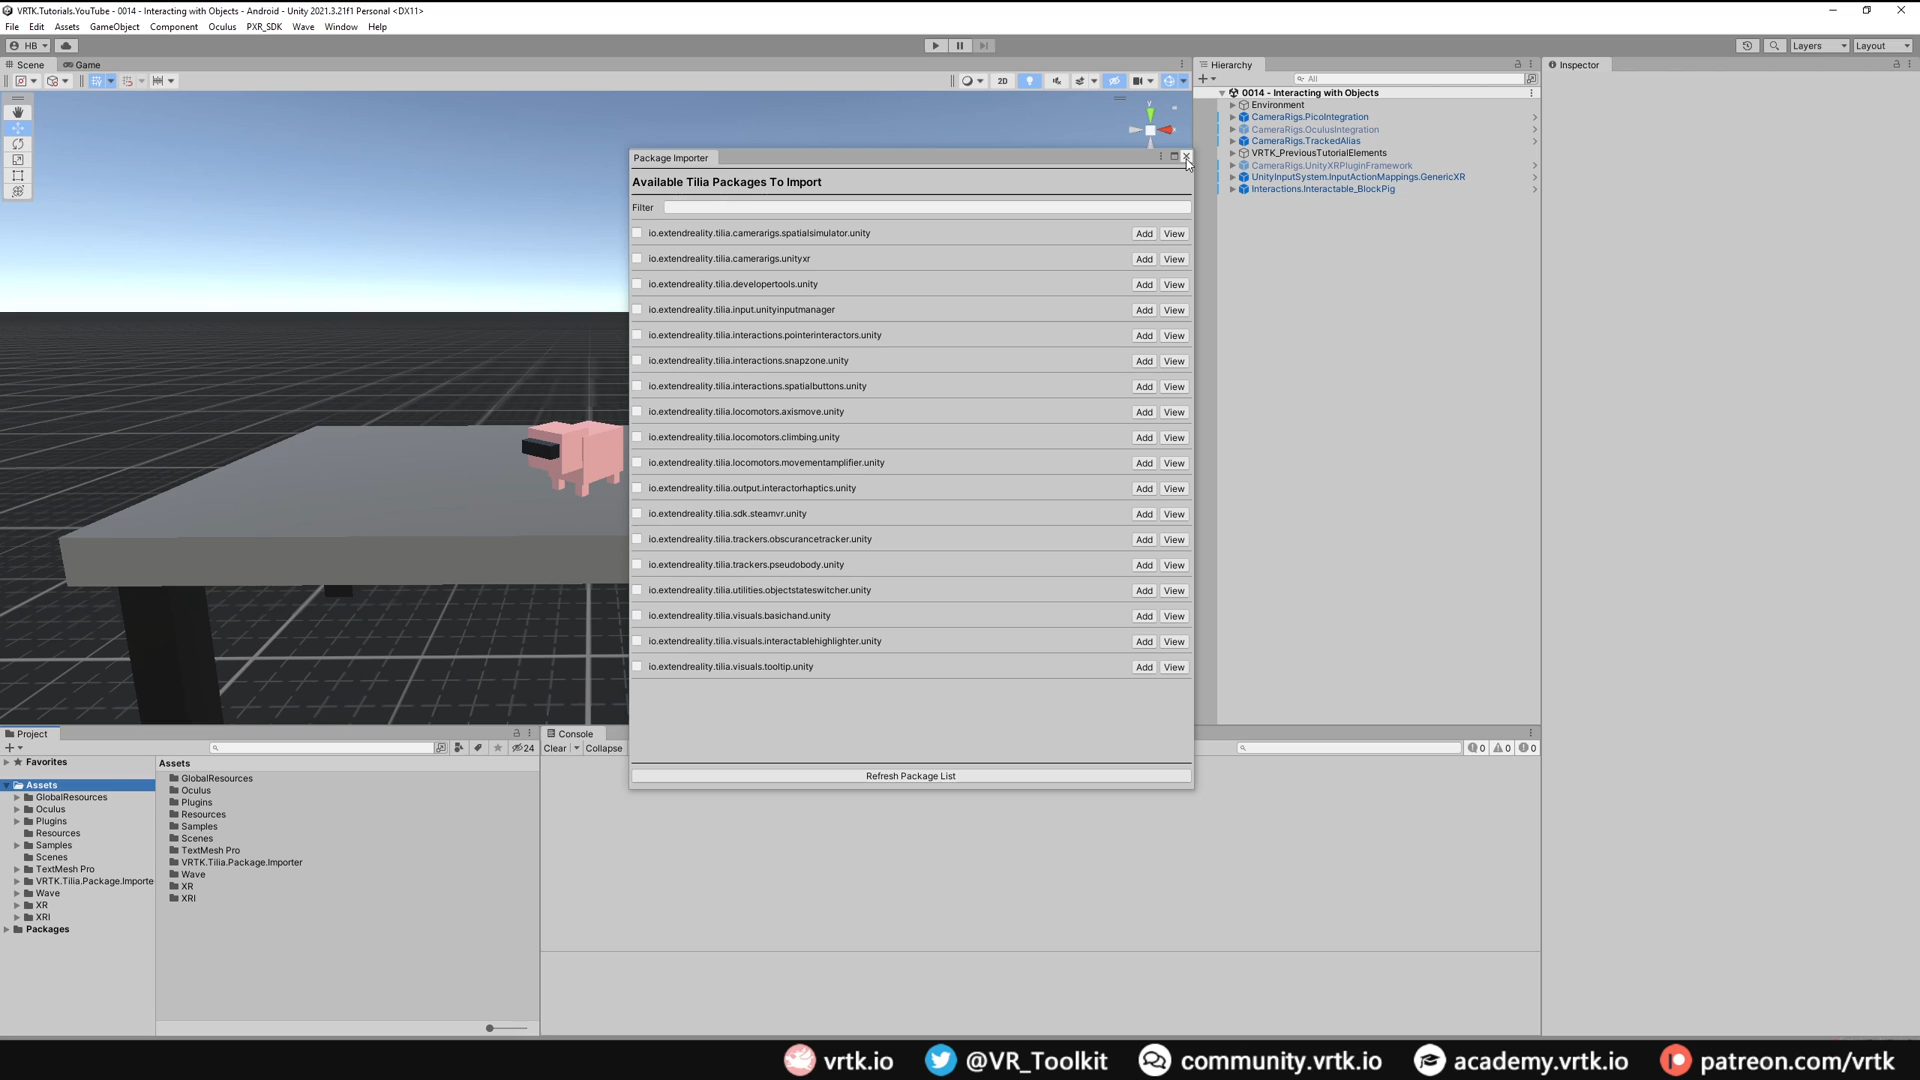 VRTK.Tutorials.YouTube - 0014 - Interacting with Objects - Android - Unity 2021.3.21f1 Personal <DX11>
File Edit Assets GameObject Component Oculus PXR_SDK Wave Window Help
HB Layers Layout
Scene Game Hierarchy Inspector
2D All
y
0014 - Interacting with Objects
Environment
CameraRigs.PicoIntegration
CameraRigs.OculusIntegration
CameraRigs.TrackedAlias
VRTK_PreviousTutorialElements
CameraRigs.UnityXRPluginFramework
UnityInputSystem.InputActionMappings.GenericXR
Interactions.Interactable_BlockPig
Package Importer
Available Tilia Packages To Import
Filter
io.extendreality.tilia.camerarigs.spatialsimulator.unity Add View
io.extendreality.tilia.camerarigs.unityxr Add View
io.extendreality.tilia.developertools.unity Add View
io.extendreality.tilia.input.unityinputmanager Add View
io.extendreality.tilia.interactions.pointerinteractors.unity Add View
io.extendreality.tilia.interactions.snapzone.unity Add View
io.extendreality.tilia.interactions.spatialbuttons.unity Add View
io.extendreality.tilia.locomotors.axismove.unity Add View
io.extendreality.tilia.locomotors.climbing.unity Add View
io.extendreality.tilia.locomotors.movementamplifier.unity Add View
io.extendreality.tilia.output.interactorhaptics.unity Add View
io.extendreality.tilia.sdk.steamvr.unity Add View
io.extendreality.tilia.trackers.obscurancetracker.unity Add View
io.extendreality.tilia.trackers.pseudobody.unity Add View
io.extendreality.tilia.utilities.objectstateswitcher.unity Add View
io.extendreality.tilia.visuals.basichand.unity Add View
io.extendreality.tilia.visuals.interactablehighlighter.unity Add View
io.extendreality.tilia.visuals.tooltip.unity Add View
Refresh Package List
Project
24
Favorites
Assets
GlobalResources
Oculus
Plugins
Resources
Samples
Scenes
TextMesh Pro
VRTK.Tilia.Package.Importe
Wave
XR
XRI
Packages
Assets
GlobalResources
Oculus
Plugins
Resources
Samples
Scenes
TextMesh Pro
VRTK.Tilia.Package.Importer
Wave
XR
XRI
Console
Clear Collapse 0 0 0
vrtk.io @VR_Toolkit community.vrtk.io academy.vrtk.io patreon.com/vrtk